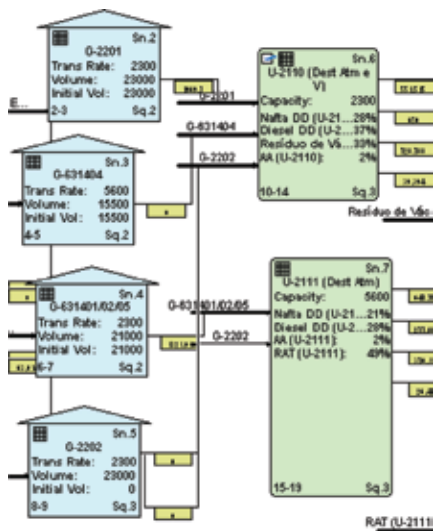 Sn.2
G-2201
Trans Rate: 2300
Volume: 23000
Initial Vol: 23000
2-3 Sq.2
E...
Sn.3
G-631404
Trans Rate: 5600
Volume: 15500
Initial Vol: 15500
4-5 Sq.2
Sn.4
G-631401/02/05
Trans Rate: 2300
Volume: 21000
Initial Vol: 21000
6-7 Sq.2
Sn.5
G-2202
Trans Rate: 2300
Volume: 23000
Initial Vol: 0
8-9 Sq.3
G-2201
G-631404
G-2202
Sn.6
U-2110 (Dest Atm e
V)
Capacity: 2300
Nafta DD (U-21...28%
Diesel DD (U-2...37%
Resíduo de Vá...33%
AA (U-2110): 2%
10-14 Sq.3
Resíduo de Vác
G-631401/02/05
G-2202
Sn.7
U-2111 (Dest Atm)
Capacity: 5600
Nafta DD (U-21...21%
Diesel DD (U-2...28%
AA (U-2111): 2%
RAT (U-2111): 49%
15-19 Sq.3
RAT (U-2111)